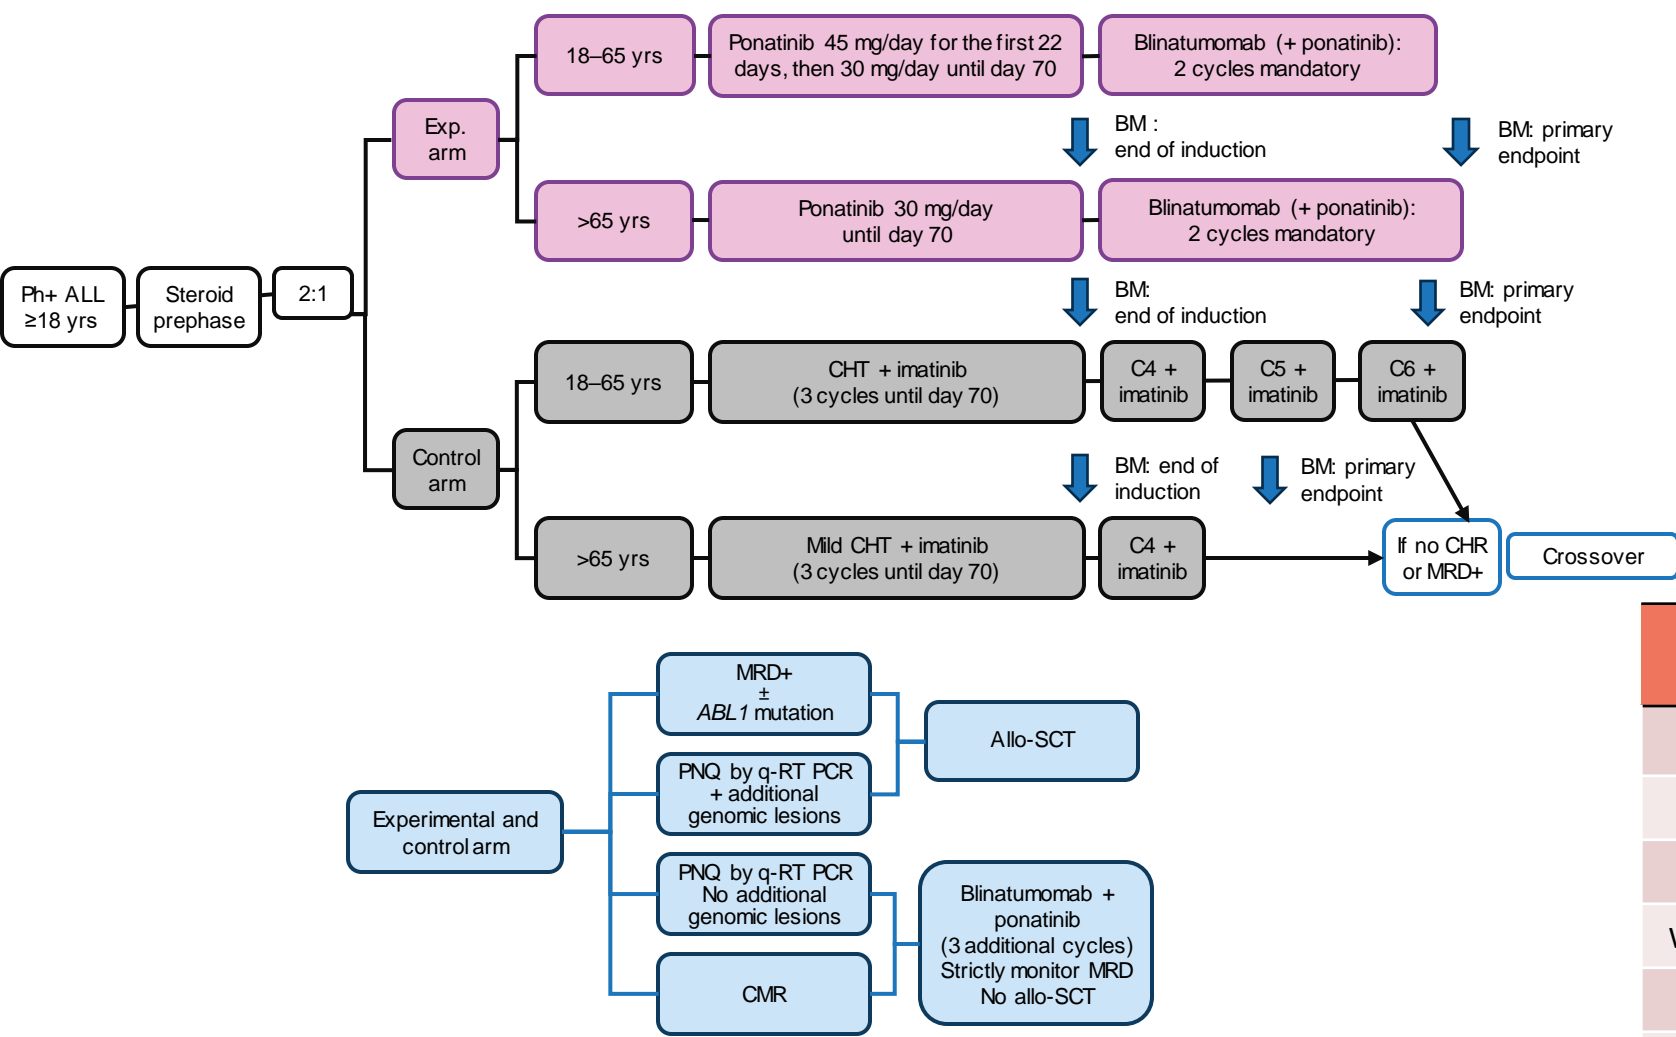 Ph+ ALL
≥18 yrs
Steroid
prephase
2:1
Exp.
arm
18–65 yrs
Ponatinib 45 mg/day for the first 22
days, then 30 mg/day until day 70
Blinatumomab (+ ponatinib):
2 cycles mandatory
BM :
end of induction
BM: primary
endpoint
>65 yrs
Ponatinib 30 mg/day
until day 70
Blinatumomab (+ ponatinib):
2 cycles mandatory
BM:
end of induction
BM: primary
endpoint
Control
arm
18–65 yrs
CHT + imatinib
(3 cycles until day 70)
C4 +
imatinib
C5 +
imatinib
C6 +
imatinib
BM: end of
induction
BM: primary
endpoint
>65 yrs
Mild CHT + imatinib
(3 cycles until day 70)
C4 +
imatinib
If no CHR
or MRD+
Crossover
Experimental and
control arm
MRD+
±
ABL1 mutation
PNQ by q-RT PCR
+ additional
genomic lesions
Allo-SCT
PNQ by q-RT PCR
No additional
genomic lesions
CMR
Blinatumomab +
ponatinib
(3 additional cycles)
Strictly monitor MRD
No allo-SCT